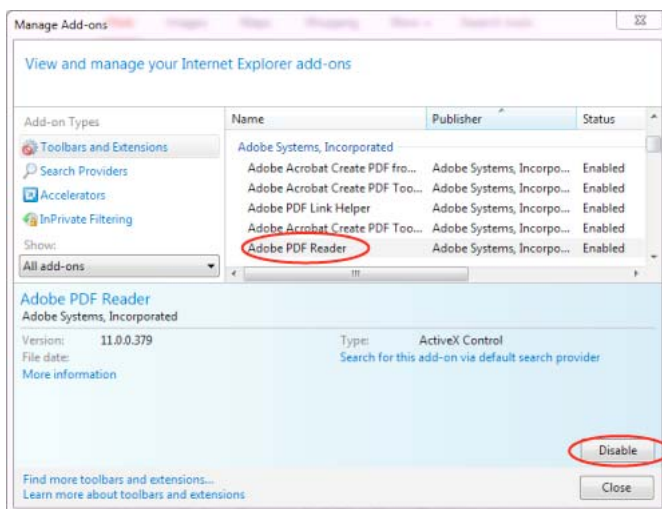 Manage Add-ons
View and manage your Internet Explorer add-ons
Add-on Types
Toolbars and Extensions
Search Providers
Accelerators
InPrivate Filtering
Show:
All add-ons
Name Publisher Status
Adobe Systems, Incorporated
Adobe Acrobat Create PDF fro... Adobe Systems, Incorpo... Enabled
Adobe Acrobat Create PDF Too... Adobe Systems, Incorpo... Enabled
Adobe PDF Link Helper Adobe Systems, Incorpo... Enabled
Adobe Acrobat Create PDF Too... Adobe Systems, Incorpo... Enabled
Adobe PDF Reader Adobe Systems, Incorpo... Enabled
Adobe PDF Reader
Adobe Systems, Incorporated
Version: 11.0.0.379 Type: ActiveX Control
File date: Search for this add-on via default search provider
More information
Disable
Find more toolbars and extensions...
Learn more about toolbars and extensions
Close